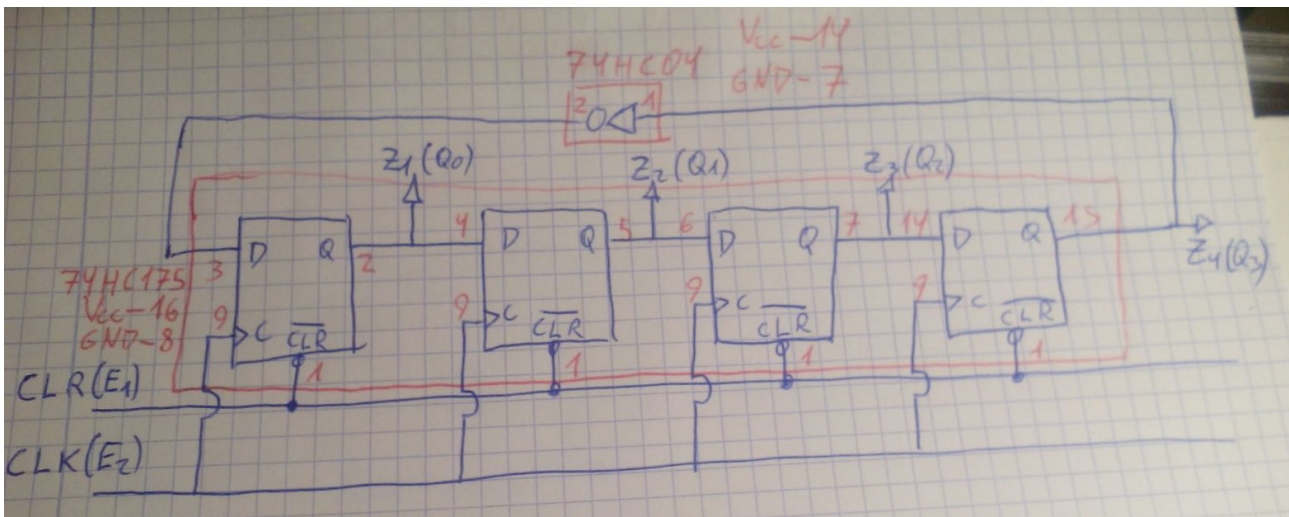 Vcc-14
74HC04
GND-7
2 1
Z1(Q0) Z2(Q1) Z3(Q2)
4 5 6 7 14 15
D Q D Q D Q D Q
3 2
Z4(Q3)
74HC175
Vcc-16
9 C 9 C 9 C 9 C
GND-8
CLR CLR CLR CLR
1 1 1 1
CLR(E1)
CLK(E2)